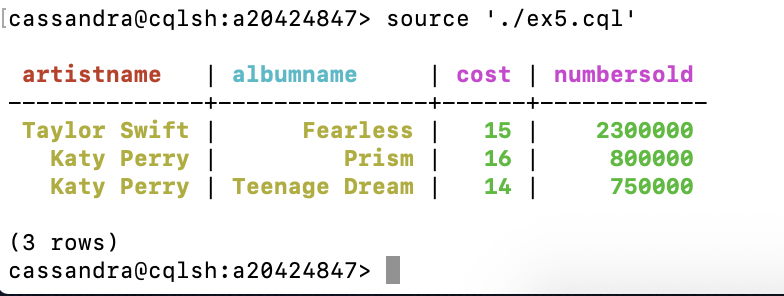 [cassandra@cqlsh:a20424847> source './ex5.cql'
artistname | albumname | cost | numbersold
---------------+----------------+------+------------
Taylor Swift | Fearless | 15 | 2300000
Katy Perry | Prism | 16 | 800000
Katy Perry | Teenage Dream | 14 | 750000
(3 rows)
cassandra@cqlsh:a20424847>